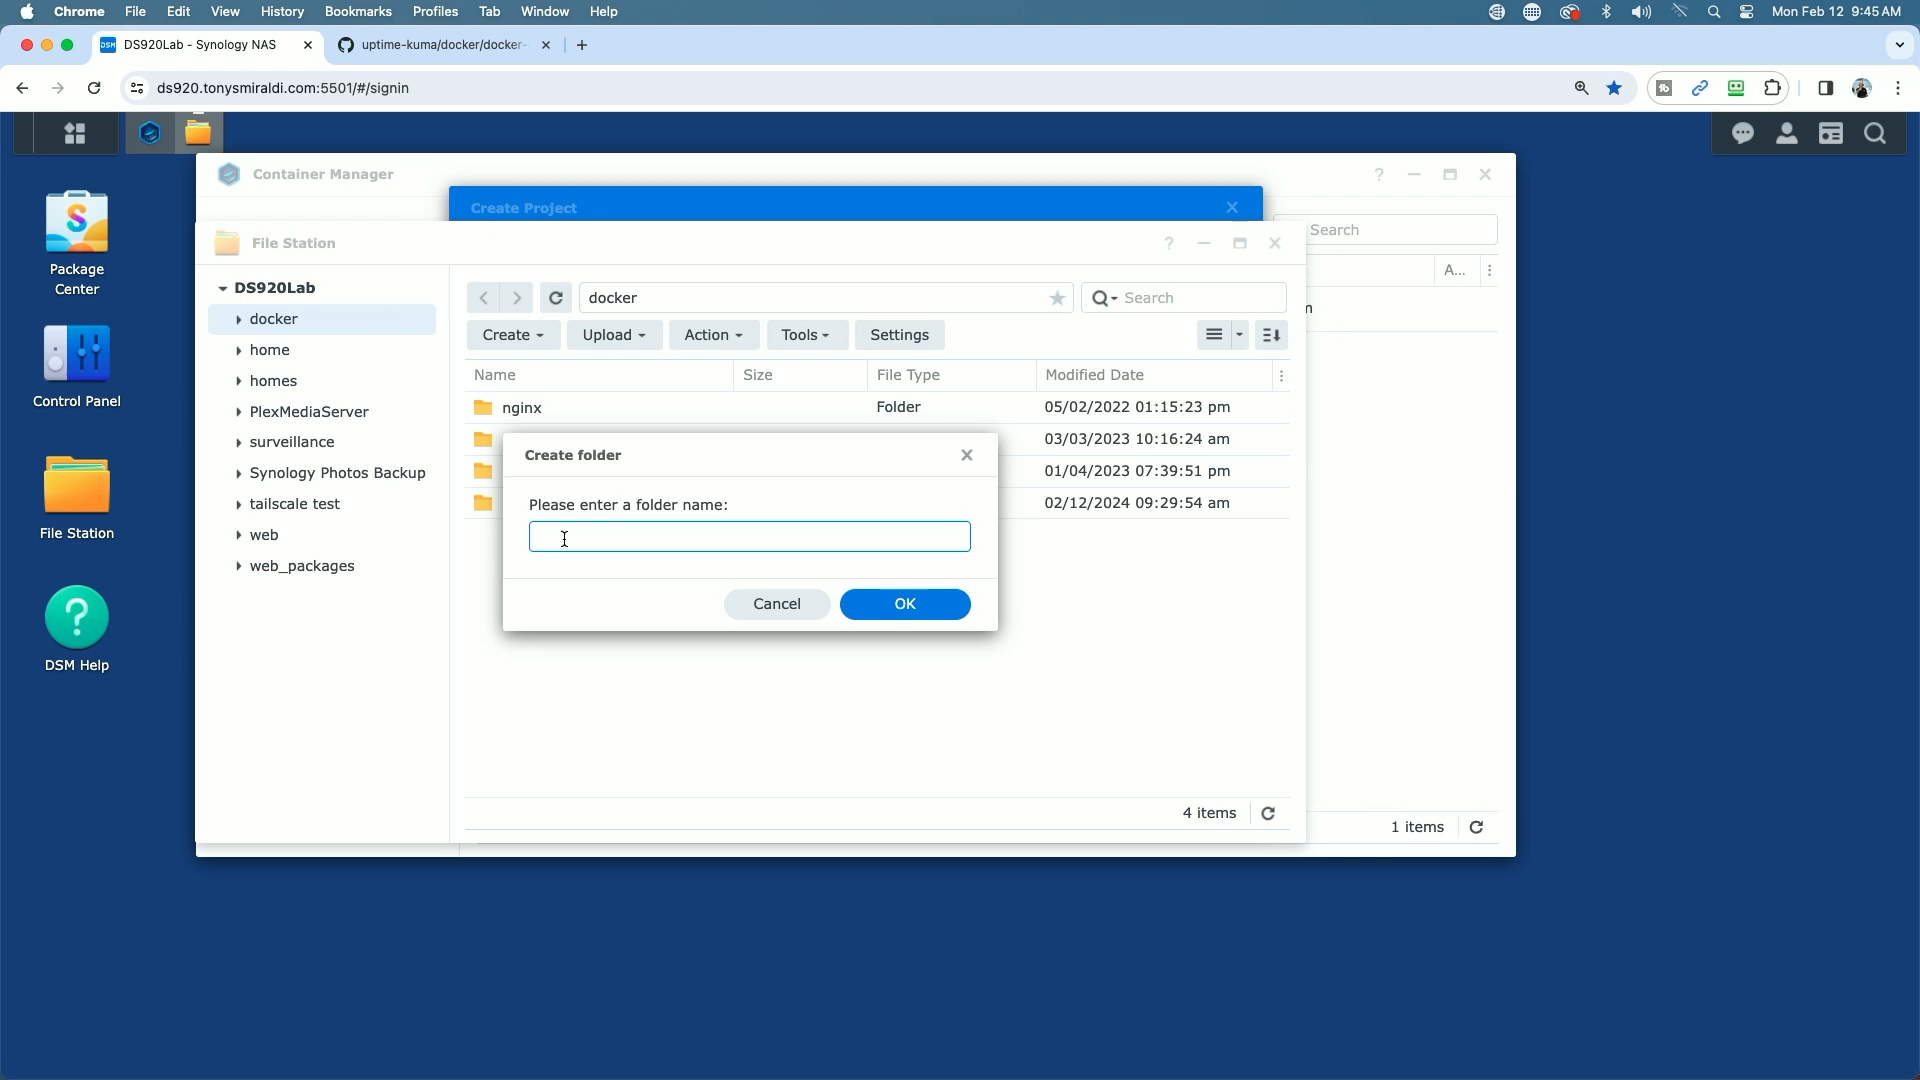 Chrome File Edit View History Bookmarks Profiles Tab Window Help Mon Feb 12 9:45 AM
DSM DS920Lab - Synology NAS uptime-kuma/docker/docker-
ds920.tonysmiraldi.com:5501/#/signin
Package Center
Control Panel
File Station
DSM Help
Container Manager
Create Project
Search
A...
1 items
File Station
DS920Lab
docker
home
homes
PlexMediaServer
surveillance
Synology Photos Backup
tailscale test
web
web_packages
docker Search
Create Upload Action Tools Settings
Name Size File Type Modified Date
nginx Folder 05/02/2022 01:15:23 pm
03/03/2023 10:16:24 am
01/04/2023 07:39:51 pm
02/12/2024 09:29:54 am
4 items
Create folder
Please enter a folder name:
Cancel OK